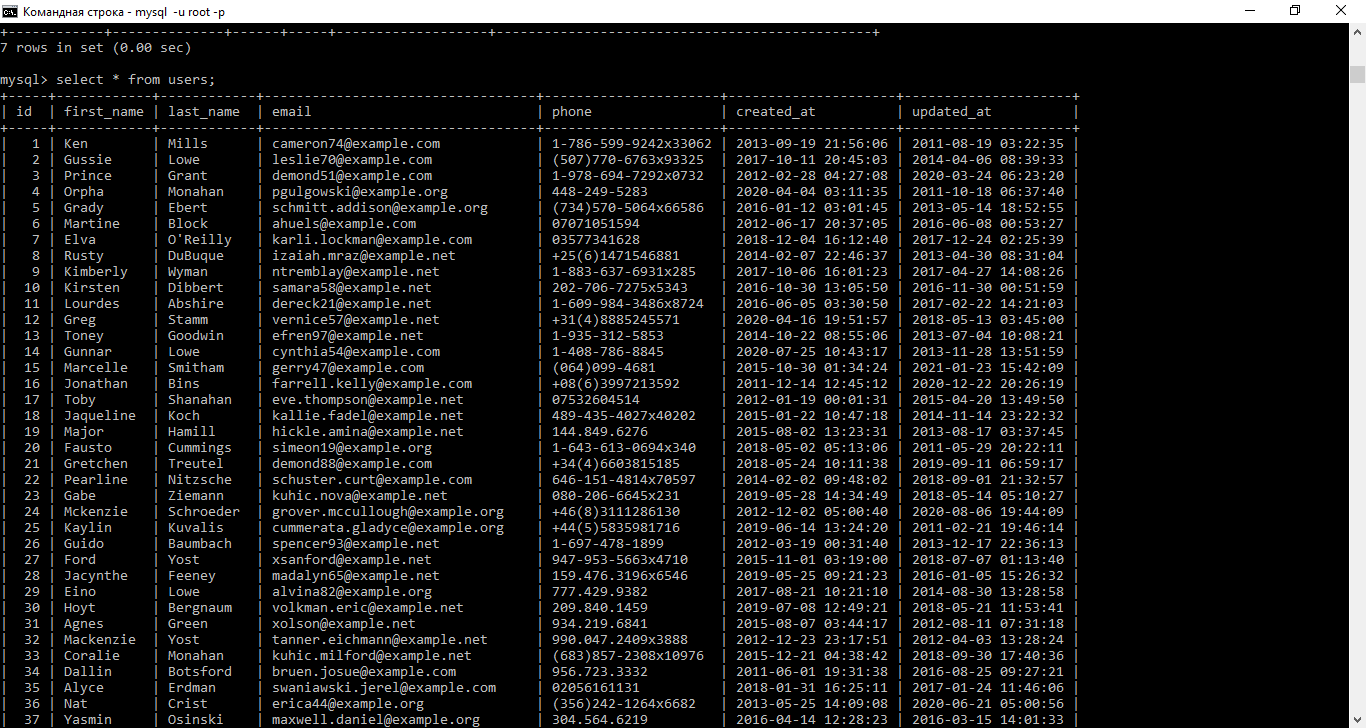 Командная строка - mysql -u root -p
+------------+--------------+------+-----+-------------------+-----------------------------------------------+
7 rows in set (0.00 sec)
mysql> select * from users;
+-----+------------+-----------+----------------------------------+----------------------+---------------------+---------------------+
| id | first_name | last_name | email | phone | created_at | updated_at |
+-----+------------+-----------+----------------------------------+----------------------+---------------------+---------------------+
| 1 | Ken | Mills | cameron74@example.com | 1-786-599-9242x33062 | 2013-09-19 21:56:06 | 2011-08-19 03:22:35 |
| 2 | Gussie | Lowe | leslie70@example.com | (507)770-6763x93325 | 2017-10-11 20:45:03 | 2014-04-06 08:39:33 |
| 3 | Prince | Grant | demond51@example.com | 1-978-694-7292x0732 | 2012-02-28 04:27:08 | 2020-03-24 06:23:20 |
| 4 | Orpha | Monahan | pgulgowski@example.org | 448-249-5283 | 2020-04-04 03:11:35 | 2011-10-18 06:37:40 |
| 5 | Grady | Ebert | schmitt.addison@example.org | (734)570-5064x66586 | 2016-01-12 03:01:45 | 2013-05-14 18:52:55 |
| 6 | Martine | Block | ahuels@example.com | 07071051594 | 2012-06-17 20:37:05 | 2016-06-08 00:53:27 |
| 7 | Elva | O'Reilly | karli.lockman@example.com | 03577341628 | 2018-12-04 16:12:40 | 2017-12-24 02:25:39 |
| 8 | Rusty | DuBuque | izaiah.mraz@example.net | +25(6)1471546881 | 2014-02-07 22:46:37 | 2013-04-30 08:31:04 |
| 9 | Kimberly | Wyman | ntremblay@example.net | 1-883-637-6931x285 | 2017-10-06 16:01:23 | 2017-04-27 14:08:26 |
| 10 | Kirsten | Dibbert | samara58@example.net | 202-706-7275x5343 | 2016-10-30 13:05:50 | 2016-11-30 00:51:59 |
| 11 | Lourdes | Abshire | dereck21@example.net | 1-609-984-3486x8724 | 2016-06-05 03:30:50 | 2017-02-22 14:21:03 |
| 12 | Greg | Stamm | vernice57@example.net | +31(4)8885245571 | 2020-04-16 19:51:57 | 2018-05-13 03:45:00 |
| 13 | Toney | Goodwin | efren97@example.net | 1-935-312-5853 | 2014-10-22 08:55:06 | 2013-07-04 10:08:21 |
| 14 | Gunnar | Lowe | cynthia54@example.com | 1-408-786-8845 | 2020-07-25 10:43:17 | 2013-11-28 13:51:59 |
| 15 | Marcelle | Smitham | gerry47@example.com | (064)099-4681 | 2015-10-30 01:34:24 | 2021-01-23 15:42:09 |
| 16 | Jonathan | Bins | farrell.kelly@example.com | +08(6)3997213592 | 2011-12-14 12:45:12 | 2020-12-22 20:26:19 |
| 17 | Toby | Shanahan | eve.thompson@example.net | 07532604514 | 2012-01-19 00:01:31 | 2015-04-20 13:49:50 |
| 18 | Jaqueline | Koch | kallie.fadel@example.net | 489-435-4027x40202 | 2015-01-22 10:47:18 | 2014-11-14 23:22:32 |
| 19 | Major | Hamill | hickle.amina@example.net | 144.849.6276 | 2015-08-02 13:23:31 | 2013-08-17 03:37:45 |
| 20 | Fausto | Cummings | simeon19@example.org | 1-643-613-0694x340 | 2018-05-02 05:13:06 | 2011-05-29 20:22:11 |
| 21 | Gretchen | Treutel | demond88@example.com | +34(4)6603815185 | 2018-05-24 10:11:38 | 2019-09-11 06:59:17 |
| 22 | Pearline | Nitzsche | schuster.curt@example.com | 646-151-4814x70597 | 2014-02-02 09:48:02 | 2018-09-01 21:32:57 |
| 23 | Gabe | Ziemann | kuhic.nova@example.net | 080-206-6645x231 | 2019-05-28 14:34:49 | 2018-05-14 05:10:27 |
| 24 | Mckenzie | Schroeder | grover.mccullough@example.org | +46(8)3111286130 | 2012-12-02 05:00:40 | 2020-08-06 19:44:09 |
| 25 | Kaylin | Kuvalis | cummerata.gladyce@example.org | +44(5)5835981716 | 2019-06-14 13:24:20 | 2011-02-21 19:46:14 |
| 26 | Guido | Baumbach | spencer93@example.net | 1-697-478-1899 | 2012-03-19 00:31:40 | 2013-12-17 22:36:13 |
| 27 | Ford | Yost | xsanford@example.net | 947-953-5663x4710 | 2015-11-01 03:19:00 | 2018-07-07 01:13:40 |
| 28 | Jacynthe | Feeney | madalyn65@example.net | 159.476.3196x6546 | 2019-05-25 09:21:23 | 2016-01-05 15:26:32 |
| 29 | Eino | Lowe | alvina82@example.org | 777.429.9382 | 2017-08-21 10:21:10 | 2014-08-30 13:28:58 |
| 30 | Hoyt | Bergnaum | volkman.eric@example.net | 209.840.1459 | 2019-07-08 12:49:21 | 2018-05-21 11:53:41 |
| 31 | Agnes | Green | xolson@example.net | 934.219.6841 | 2015-08-07 03:44:17 | 2012-08-11 07:31:18 |
| 32 | Mackenzie | Yost | tanner.eichmann@example.net | 990.047.2409x3888 | 2012-12-23 23:17:51 | 2012-04-03 13:28:24 |
| 33 | Coralie | Monahan | kuhic.milford@example.net | (683)857-2308x10976 | 2015-12-21 04:38:42 | 2018-09-30 17:40:36 |
| 34 | Dallin | Botsford | bruen.josue@example.com | 956.723.3332 | 2011-06-01 19:31:38 | 2016-08-25 09:27:21 |
| 35 | Alyce | Erdman | swaniawski.jerel@example.com | 02056161131 | 2018-01-31 16:25:11 | 2017-01-24 11:46:06 |
| 36 | Nat | Crist | erica44@example.org | (356)242-1264x6682 | 2013-05-25 14:09:08 | 2020-06-21 05:00:56 |
| 37 | Yasmin | Osinski | maxwell.daniel@example.org | 304.564.6219 | 2016-04-14 12:28:23 | 2016-03-15 14:01:33 |